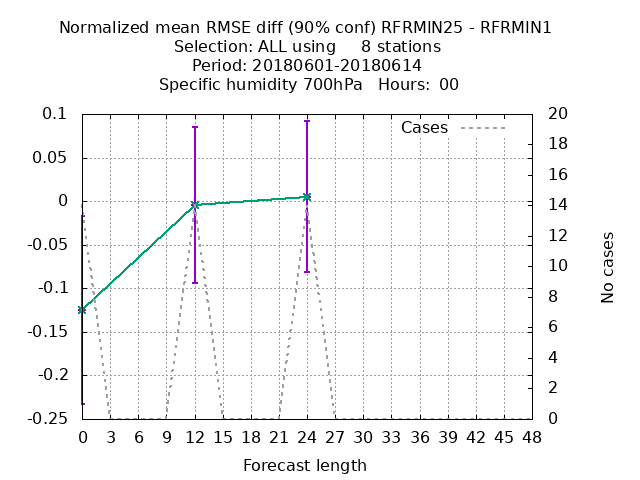 Normalized mean RMSE diff (90% conf) RFRMIN25 - RFRMIN1
Selection: ALL using     8 stations
Period: 20180601-20180614
Specific humidity 700hPa   Hours:  00
Cases
0.1
0.05
0
-0.05
-0.1
-0.15
-0.2
-0.25
20
18
16
14
12
10
8
6
4
2
0
No cases
0 3 6 9 12 15 18 21 24 27 30 33 36 39 42 45 48
Forecast length